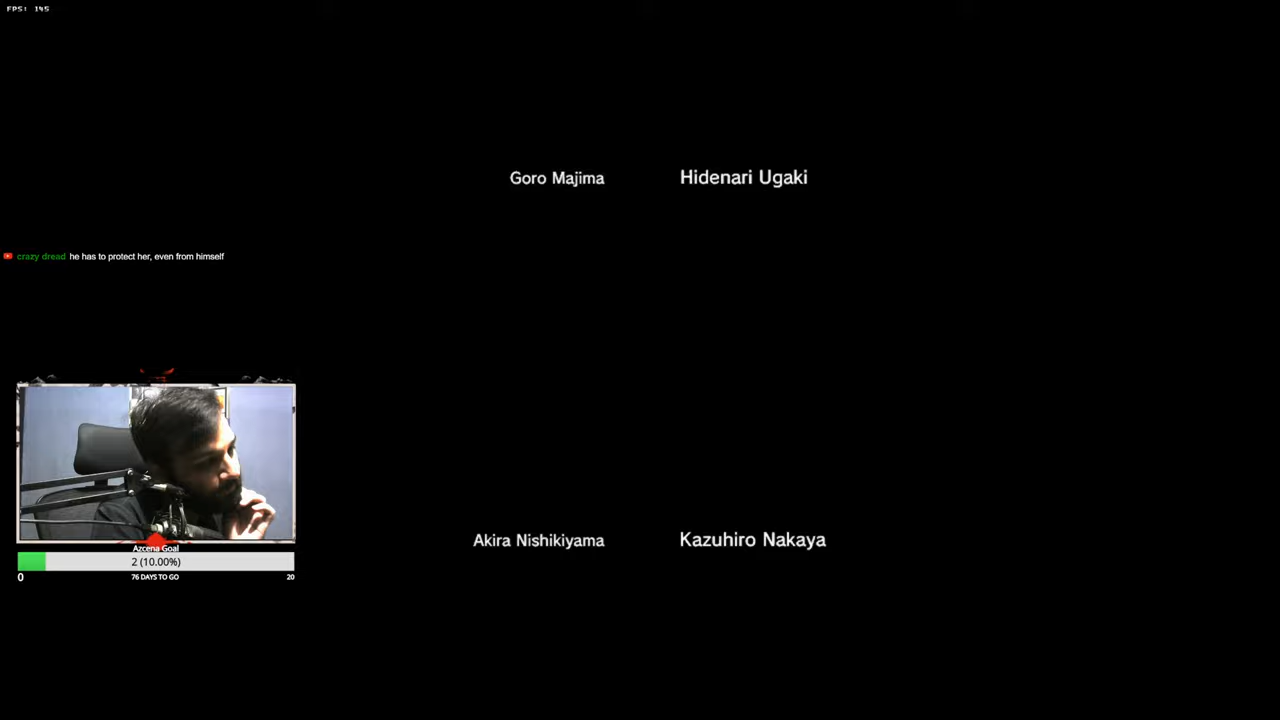 FPS: 145
Goro Majima Hidenari Ugaki
crazy dread he has to protect her, even from himself
Akira Nishikiyama Kazuhiro Nakaya
Azcena Goal
2 (10.00%)
0 76 DAYS TO GO 20